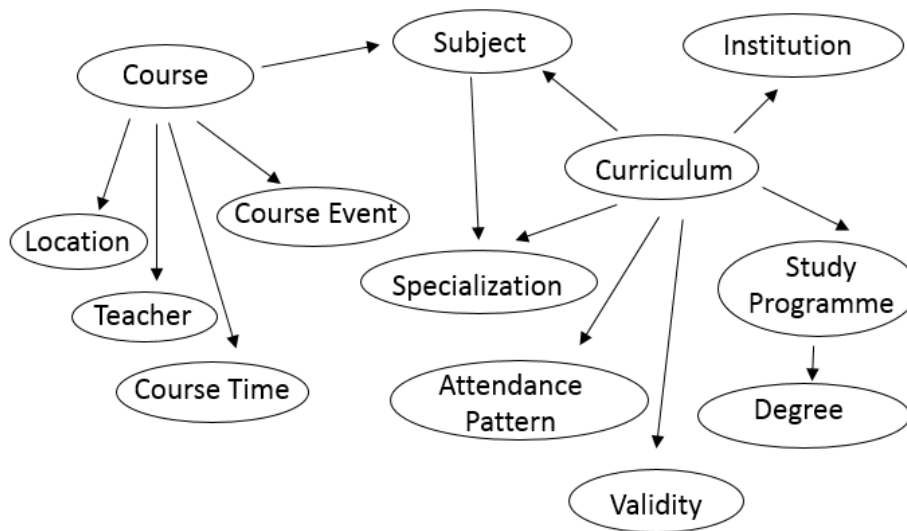 Subject
Institution
Course
Curriculum
Course Event
Location
Specialization
Study
Programme
Teacher
Course Time
Attendance
Pattern
Degree
Validity